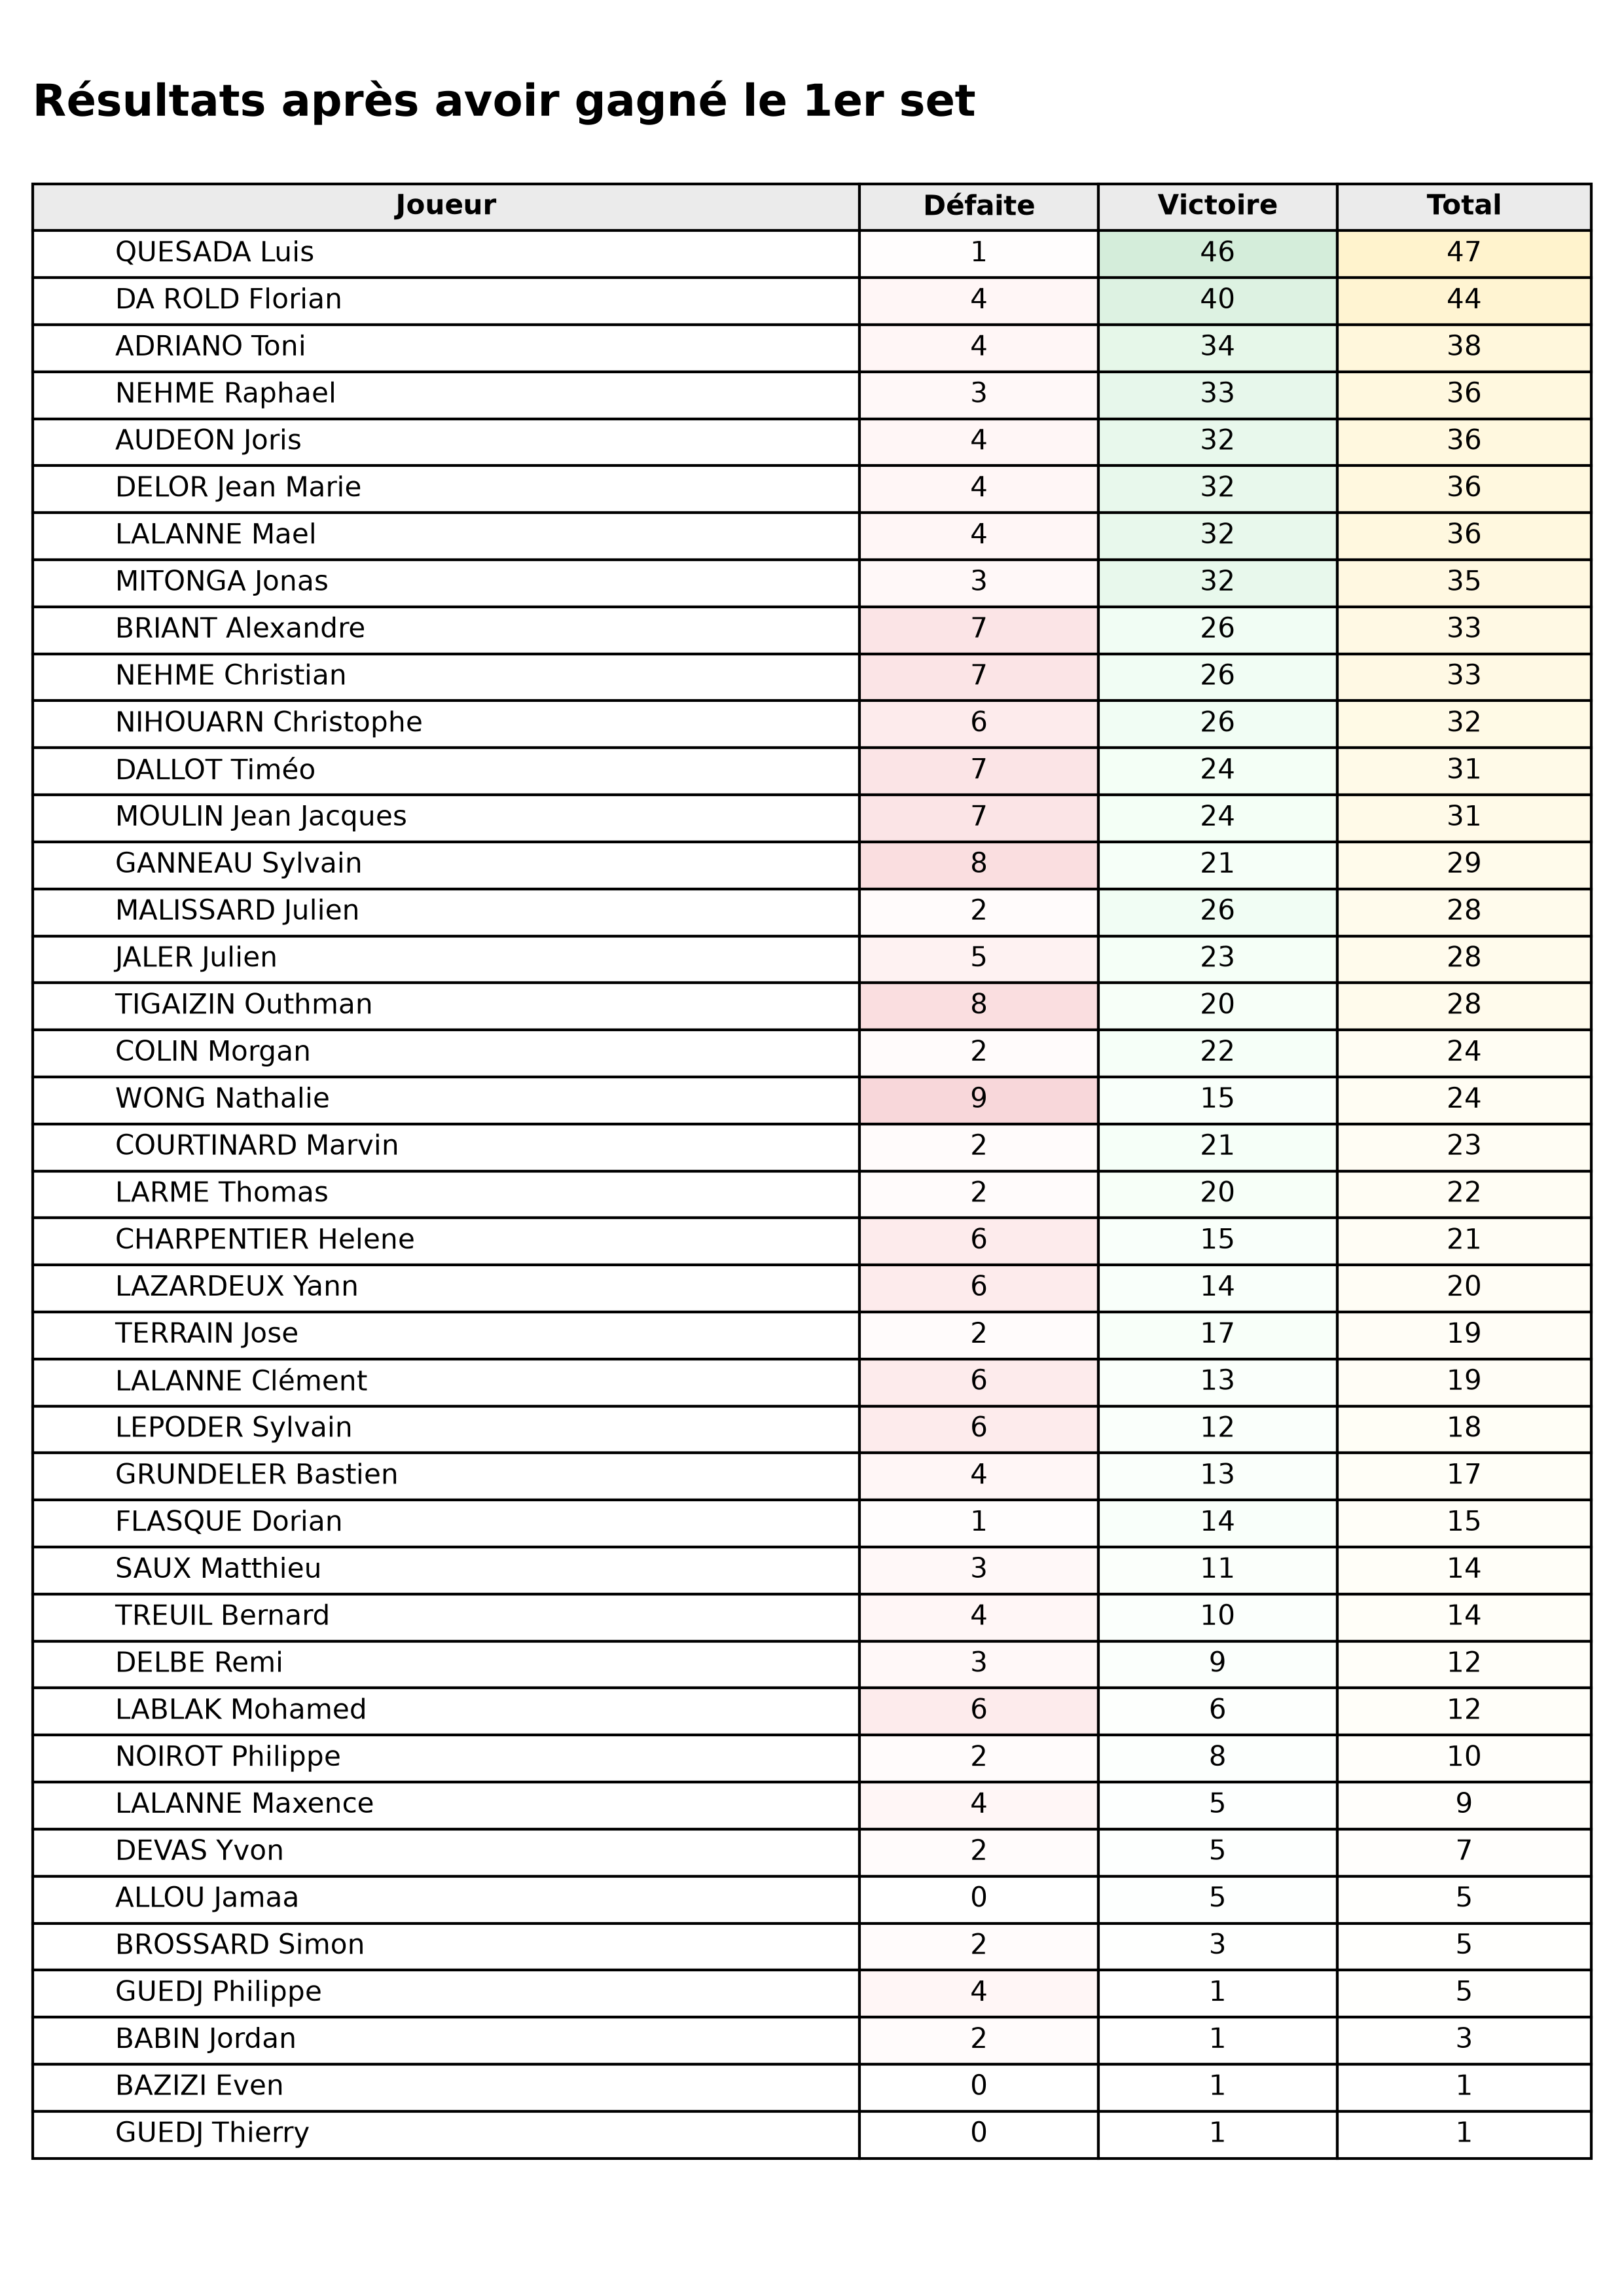 Résultats après avoir gagné le 1er set
Joueur Défaite Victoire Total
QUESADA Luis 1 46 47
DA ROLD Florian 4 40 44
ADRIANO Toni 4 34 38
NEHME Raphael 3 33 36
AUDEON Joris 4 32 36
DELOR Jean Marie 4 32 36
LALANNE Mael 4 32 36
MITONGA Jonas 3 32 35
BRIANT Alexandre 7 26 33
NEHME Christian 7 26 33
NIHOUARN Christophe 6 26 32
DALLOT Timéo 7 24 31
MOULIN Jean Jacques 7 24 31
GANNEAU Sylvain 8 21 29
MALISSARD Julien 2 26 28
JALER Julien 5 23 28
TIGAIZIN Outhman 8 20 28
COLIN Morgan 2 22 24
WONG Nathalie 9 15 24
COURTINARD Marvin 2 21 23
LARME Thomas 2 20 22
CHARPENTIER Helene 6 15 21
LAZARDEUX Yann 6 14 20
TERRAIN Jose 2 17 19
LALANNE Clément 6 13 19
LEPODER Sylvain 6 12 18
GRUNDELER Bastien 4 13 17
FLASQUE Dorian 1 14 15
SAUX Matthieu 3 11 14
TREUIL Bernard 4 10 14
DELBE Remi 3 9 12
LABLAK Mohamed 6 6 12
NOIROT Philippe 2 8 10
LALANNE Maxence 4 5 9
DEVAS Yvon 2 5 7
ALLOU Jamaa 0 5 5
BROSSARD Simon 2 3 5
GUEDJ Philippe 4 1 5
BABIN Jordan 2 1 3
BAZIZI Even 0 1 1
GUEDJ Thierry 0 1 1